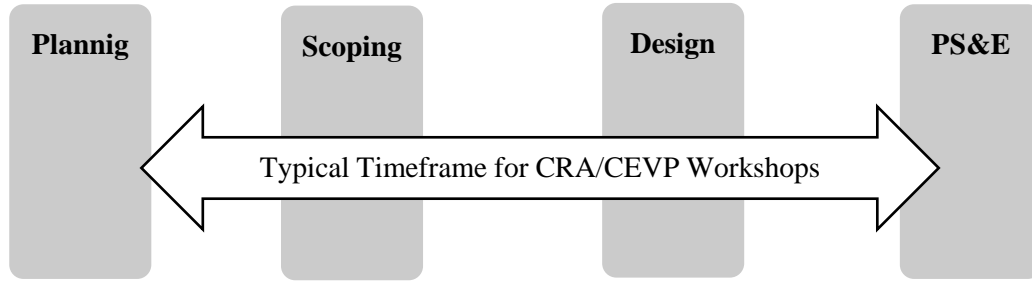 Plannig
Scoping
Design
PS&E
Typical Timeframe for CRA/CEVP Workshops